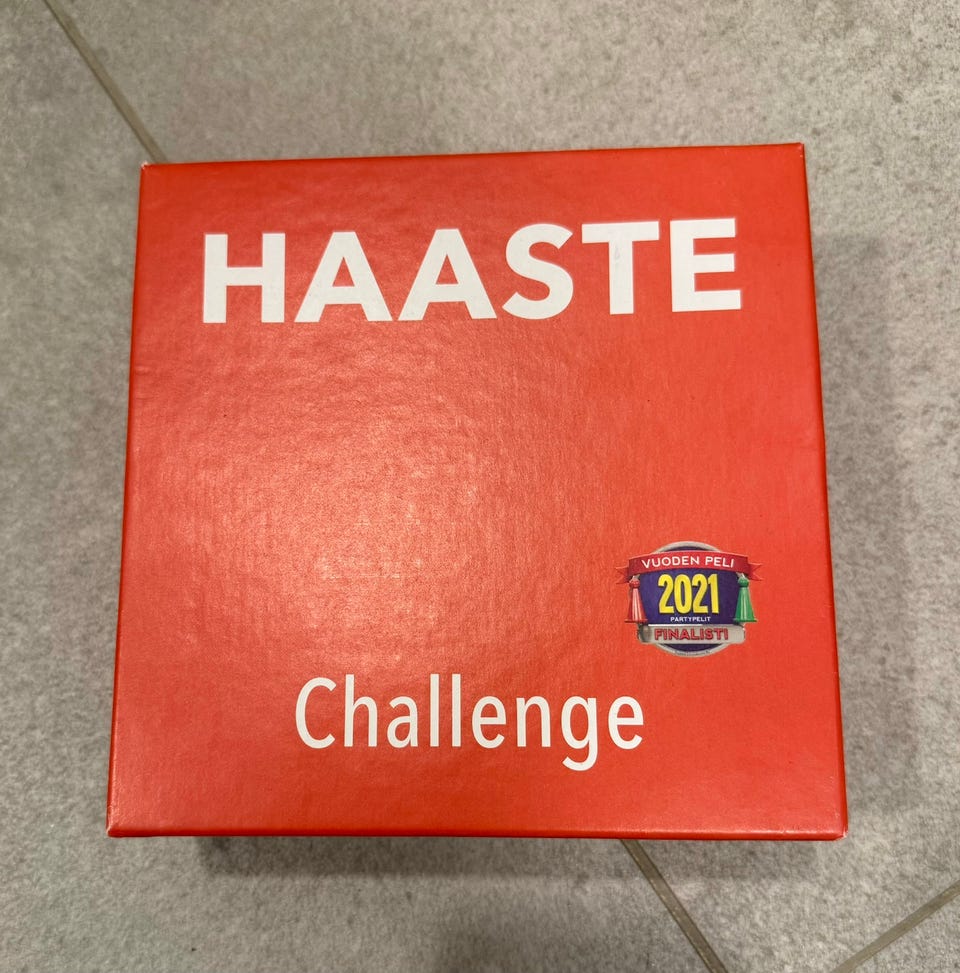 HAASTE
VUODEN PELI
2021
PARTYPELIT
FINALISTI
Challenge